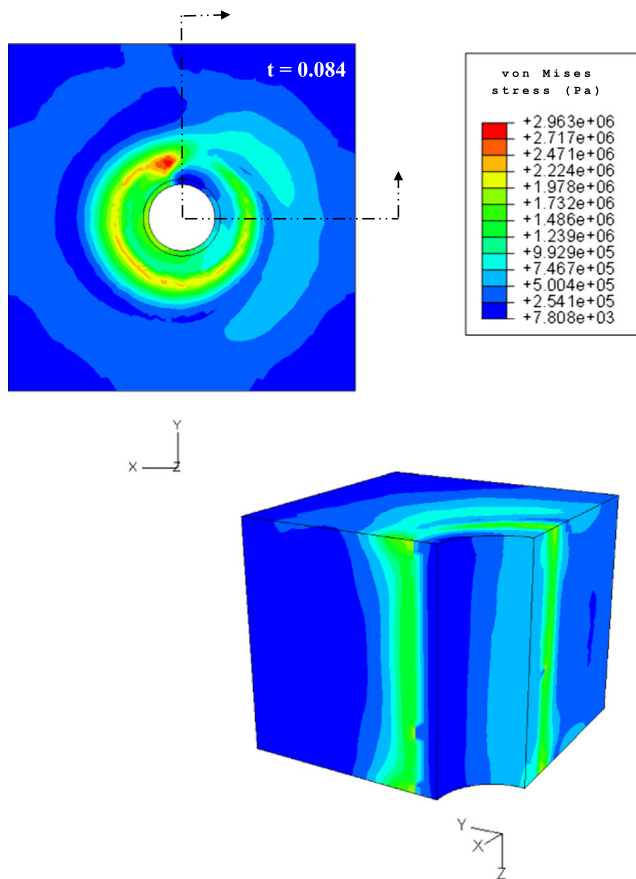 t = 0.084
von Mises
stress (Pa)
+2.963e+06
+2.717e+06
+2.471e+06
+2.224e+06
+1.978e+06
+1.732e+06
+1.486e+06
+1.239e+06
+9.929e+05
+7.467e+05
+5.004e+05
+2.541e+05
+7.808e+03
Y
X
Z
Y
X
Z